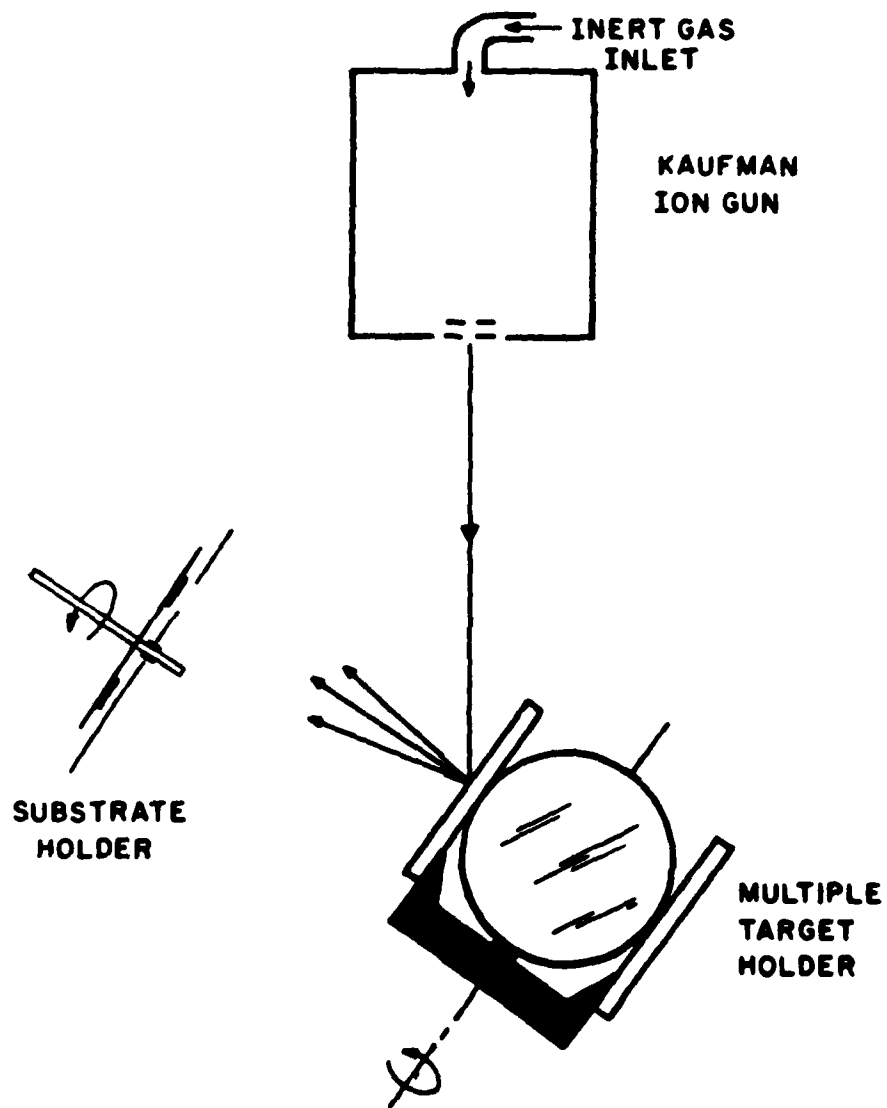 INERT GAS
INLET
KAUFMAN
ION GUN
SUBSTRATE
HOLDER
MULTIPLE
TARGET
HOLDER